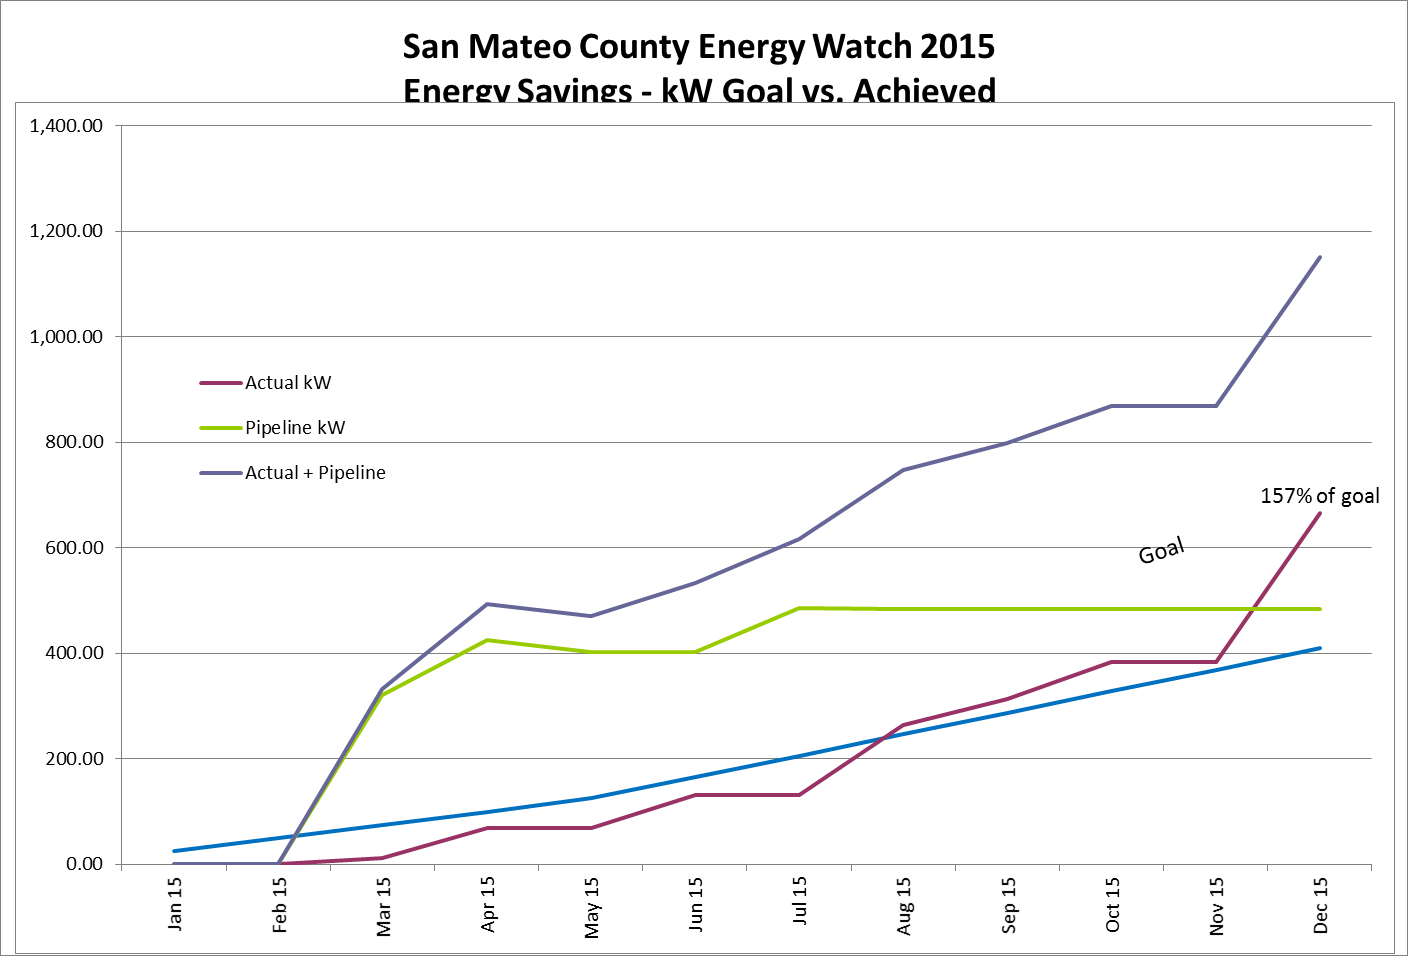 San Mateo County Energy Watch 2015
Energy Savings - kW Goal vs. Achieved
1,400.00
1,200.00
1,000.00
800.00
600.00
400.00
200.00
0.00
Actual kW
Pipeline kW
Actual + Pipeline
157% of goal
Goal
Jan 15
Feb 15
Mar 15
Apr 15
May 15
Jun 15
Jul 15
Aug 15
Sep 15
Oct 15
Nov 15
Dec 15